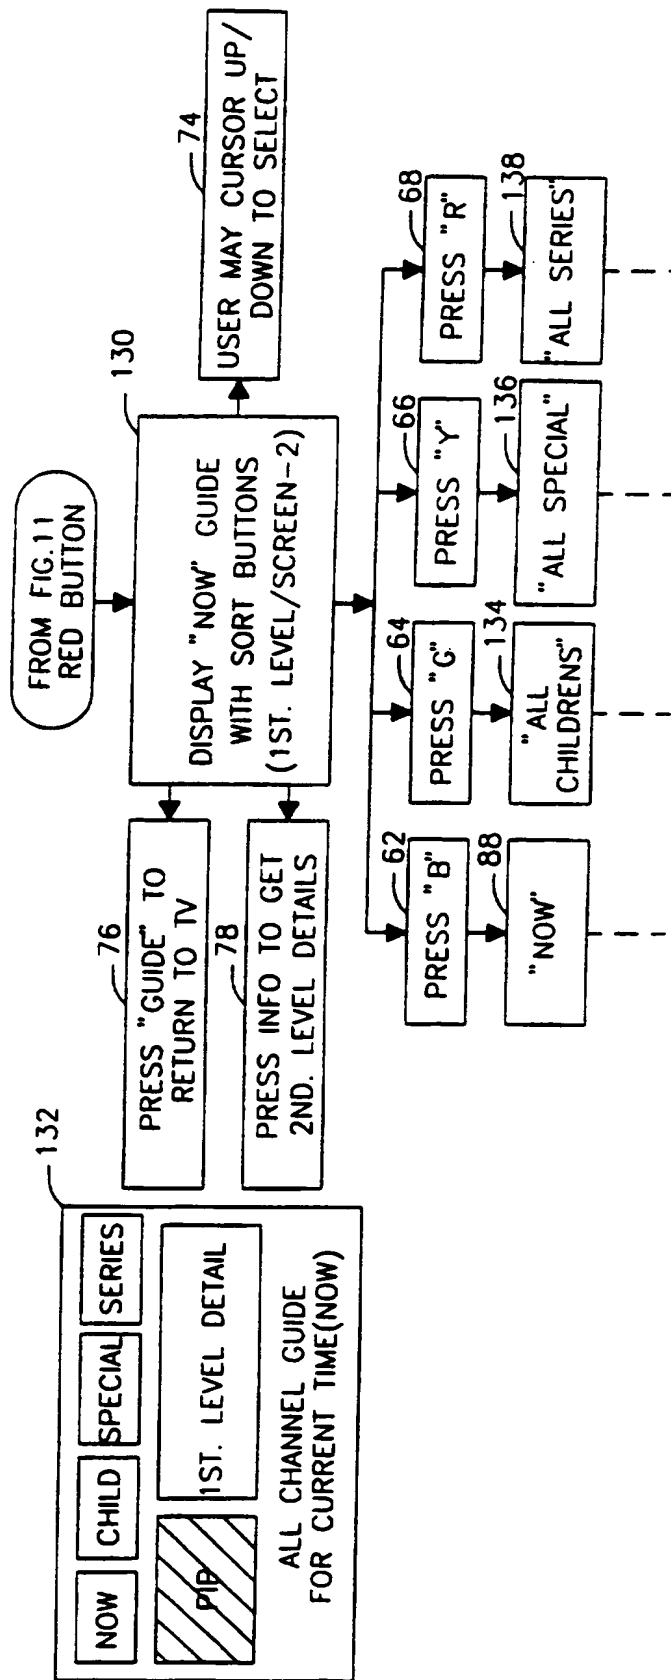 132
NOW
CHILD
SPECIAL
SERIES
PIP
1ST. LEVEL DETAIL
ALL CHANNEL GUIDE
FOR CURRENT TIME(NOW)
FROM FIG.11
RED BUTTON
130
DISPLAY "NOW" GUIDE
WITH SORT BUTTONS
(1ST. LEVEL/SCREEN-2)
76
PRESS "GUIDE" TO
RETURN TO TV
78
PRESS INFO TO GET
2ND. LEVEL DETAILS
74
USER MAY CURSOR UP/
DOWN TO SELECT
62
PRESS "B"
88
"NOW"
64
PRESS "G"
134
"ALL
CHILDRENS"
66
PRESS "Y"
136
"ALL SPECIAL"
68
PRESS "R"
138
"ALL SERIES"